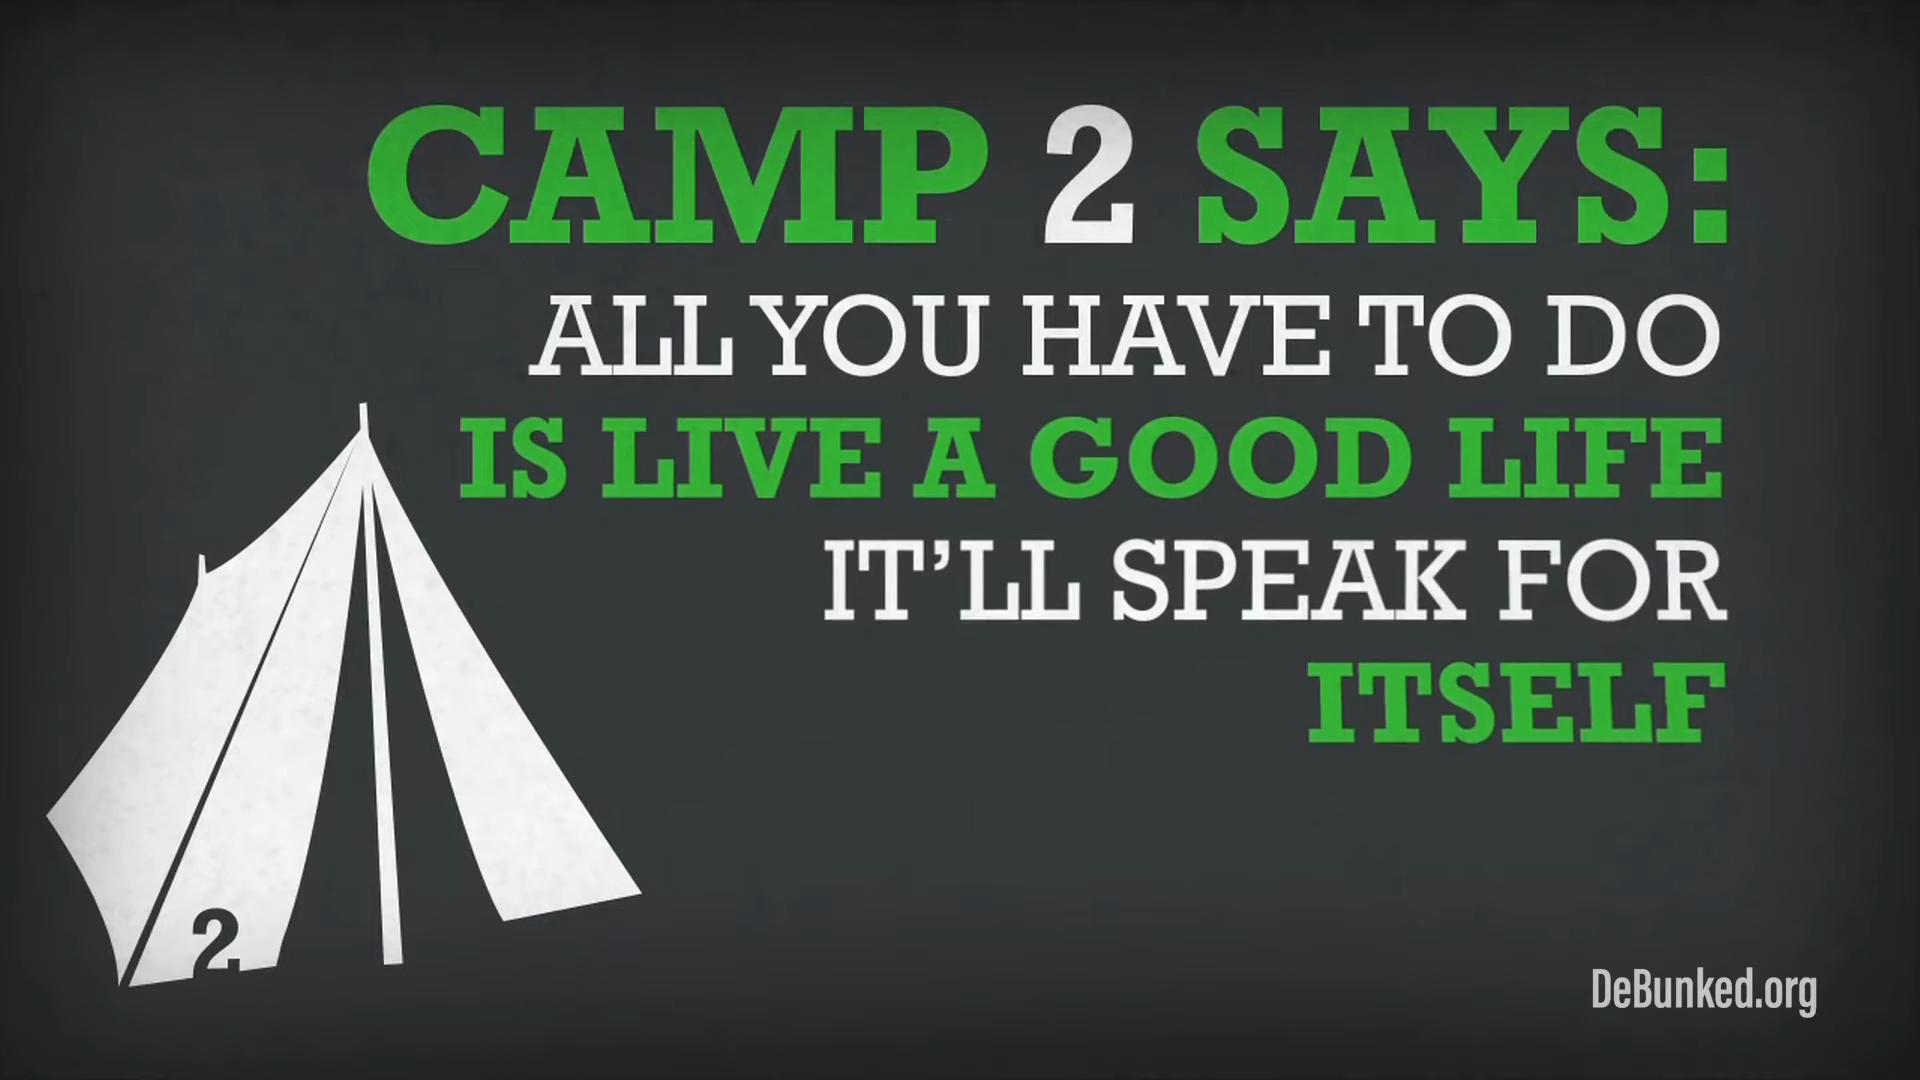 CAMP 2 SAYS:
ALL YOU HAVE TO DO
IS LIVE A GOOD LIFE
IT’LL SPEAK FOR
ITSELF
2
DeBunked.org